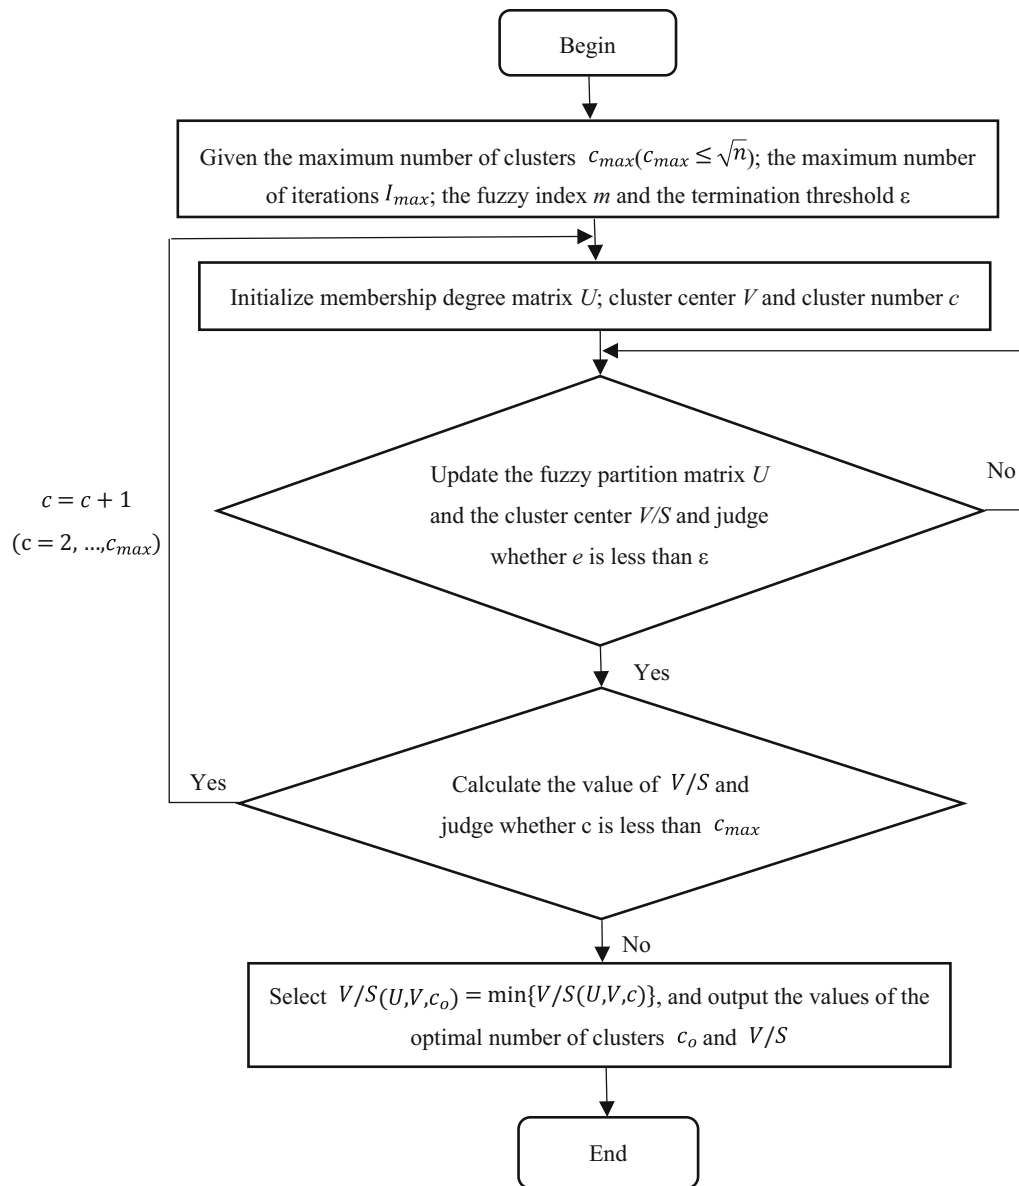 Begin
Given the maximum number of clusters c_max(c_max ≤ √n); the maximum number
of iterations I_max; the fuzzy index m and the termination threshold ε
Initialize membership degree matrix U; cluster center V and cluster number c
Update the fuzzy partition matrix U
and the cluster center V/S and judge
whether e is less than ε
No
c = c + 1
(c = 2, ...,c_max)
Yes
Yes
Calculate the value of V/S and
judge whether c is less than c_max
No
Select V/S(U,V,c_o) = min{V/S(U,V,c)}, and output the values of the
optimal number of clusters c_o and V/S
End